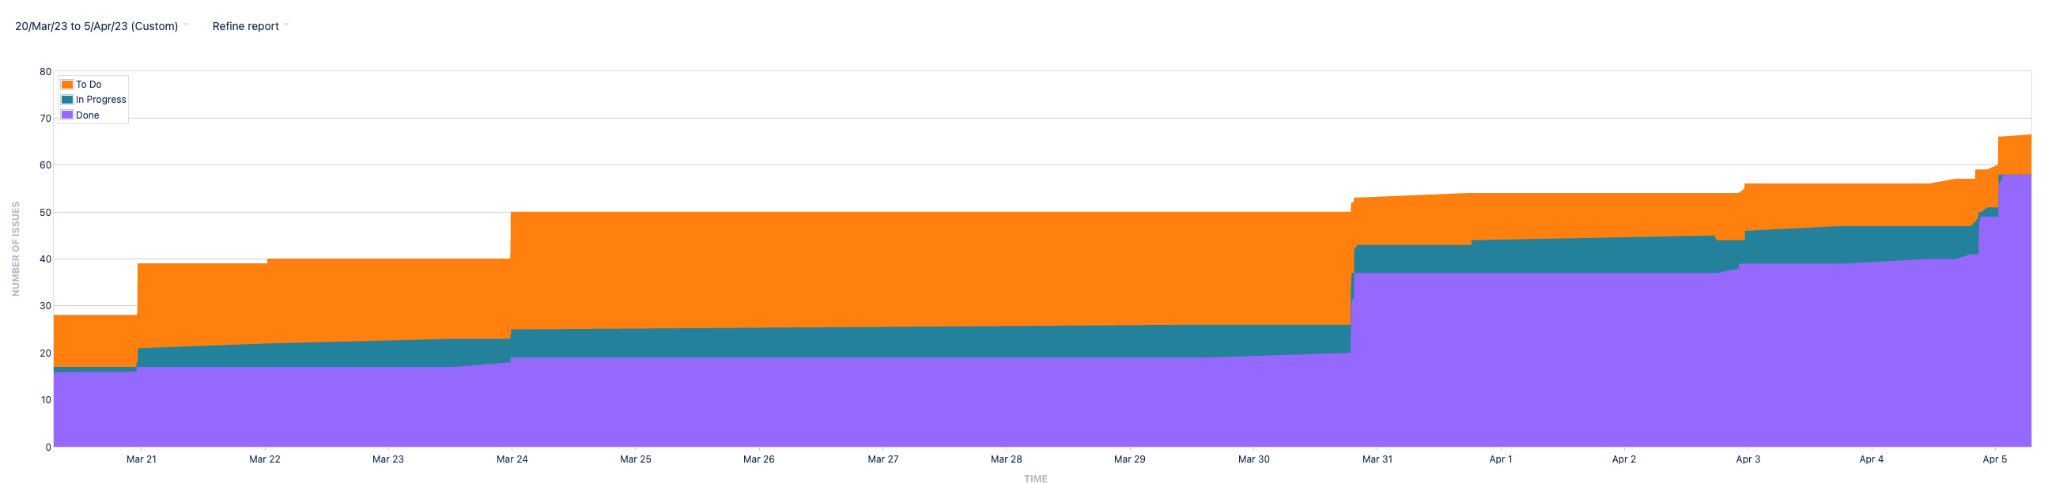 20/Mar/23 to 5/Apr/23 (Custom) Refine report
80
To Do
In Progress
Done
70
60
50
40
30
20
10
0
NUMBER OF ISSUES
Mar 21 Mar 22 Mar 23 Mar 24 Mar 25 Mar 26 Mar 27 Mar 28 Mar 29 Mar 30 Mar 31 Apr 1 Apr 2 Apr 3 Apr 4 Apr 5
TIME